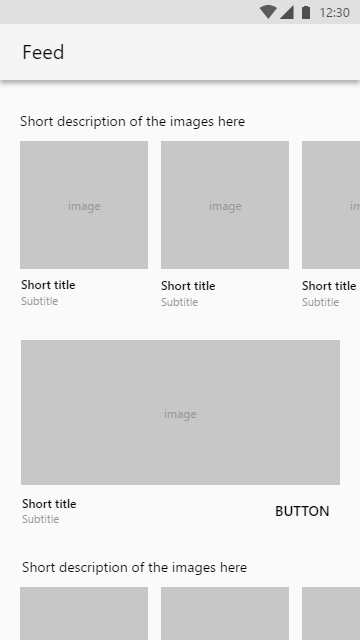 12:30
Feed
Short description of the images here
image
image
Short title
Subtitle
Short title
Subtitle
Short title
Subtitle
image
Short title
Subtitle
BUTTON
Short description of the images here